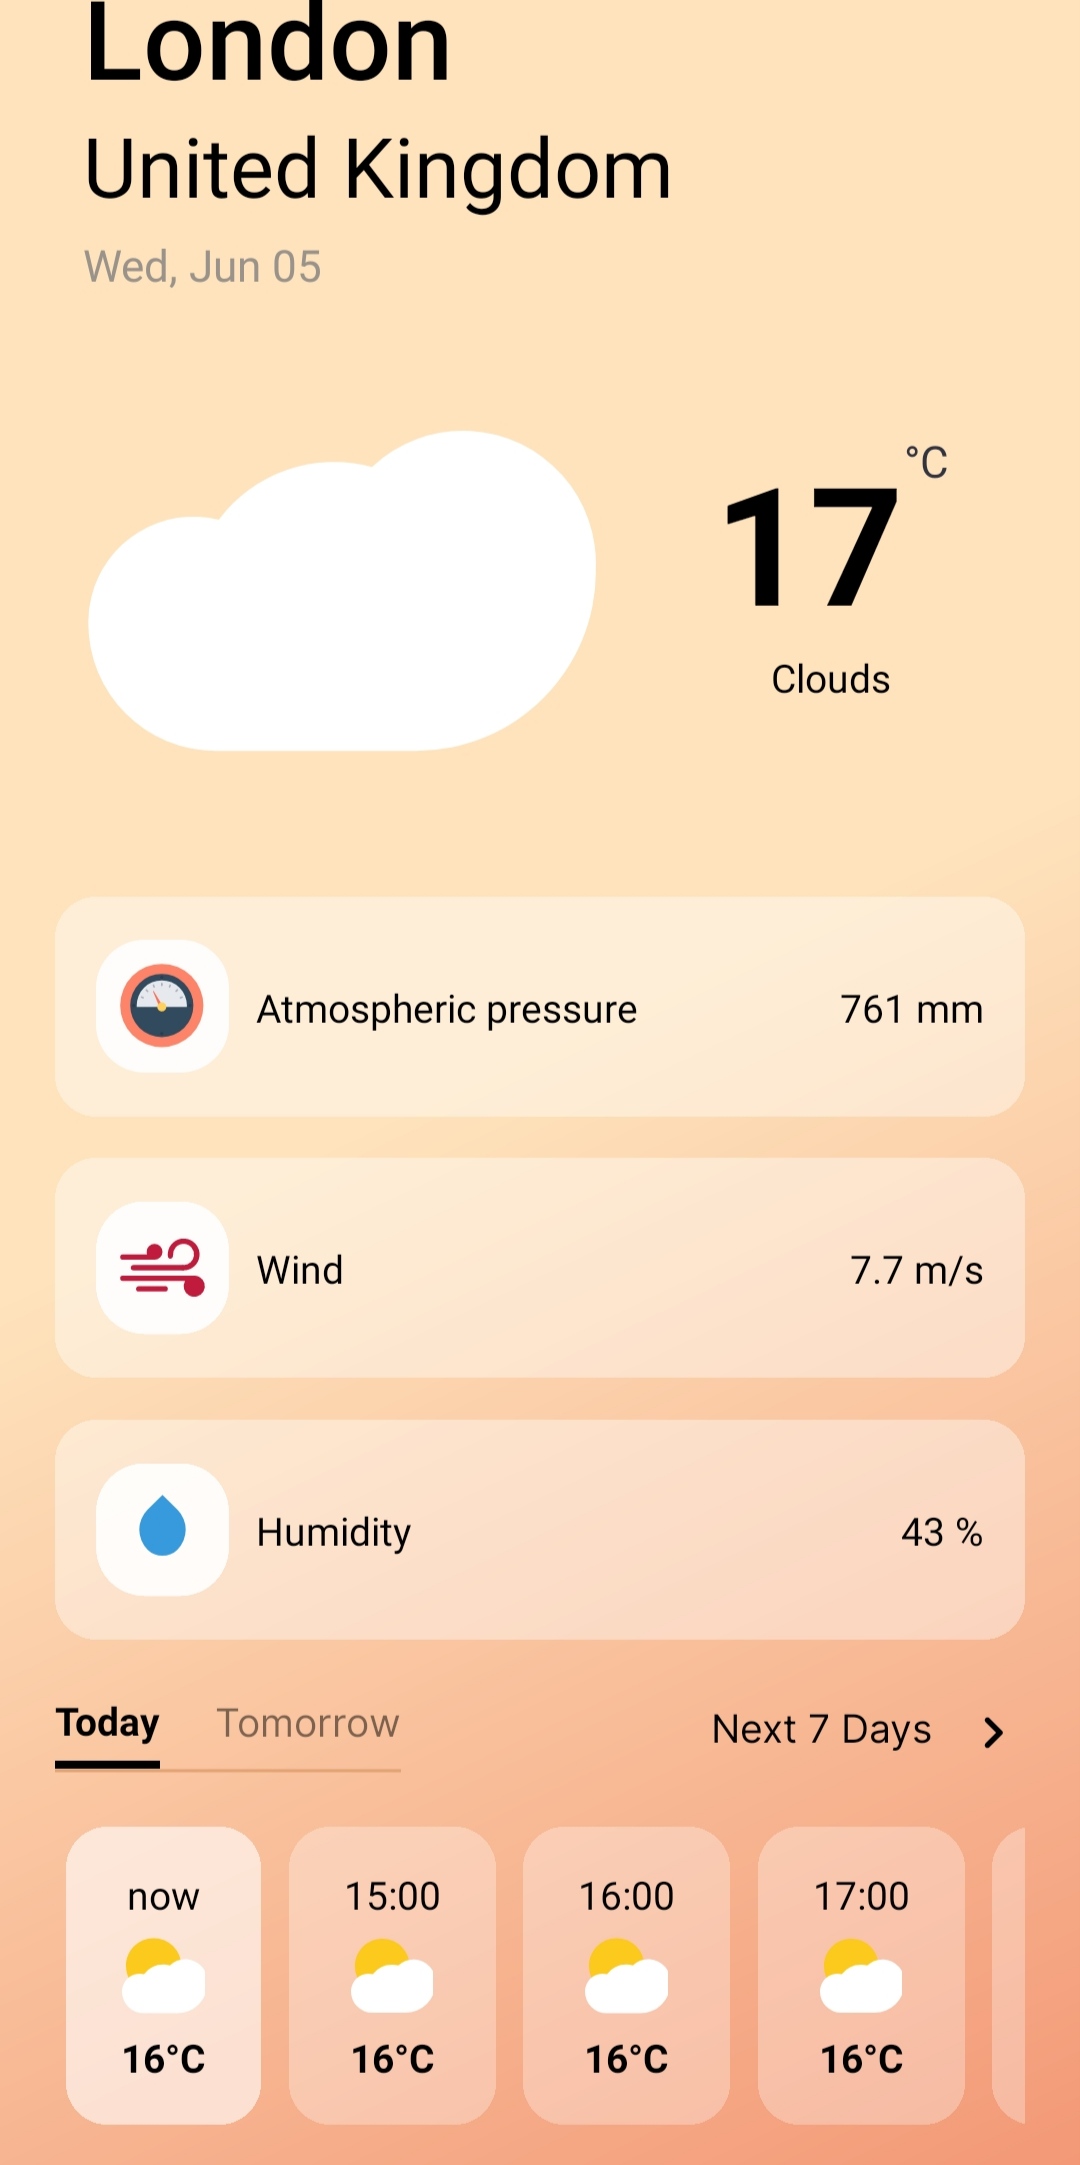 London
United Kingdom
Wed, Jun 05
°C
17
Clouds
Atmospheric pressure 761 mm
Wind 7.7 m/s
Humidity 43 %
Today Tomorrow Next 7 Days
now 15:00 16:00 17:00
16°C 16°C 16°C 16°C